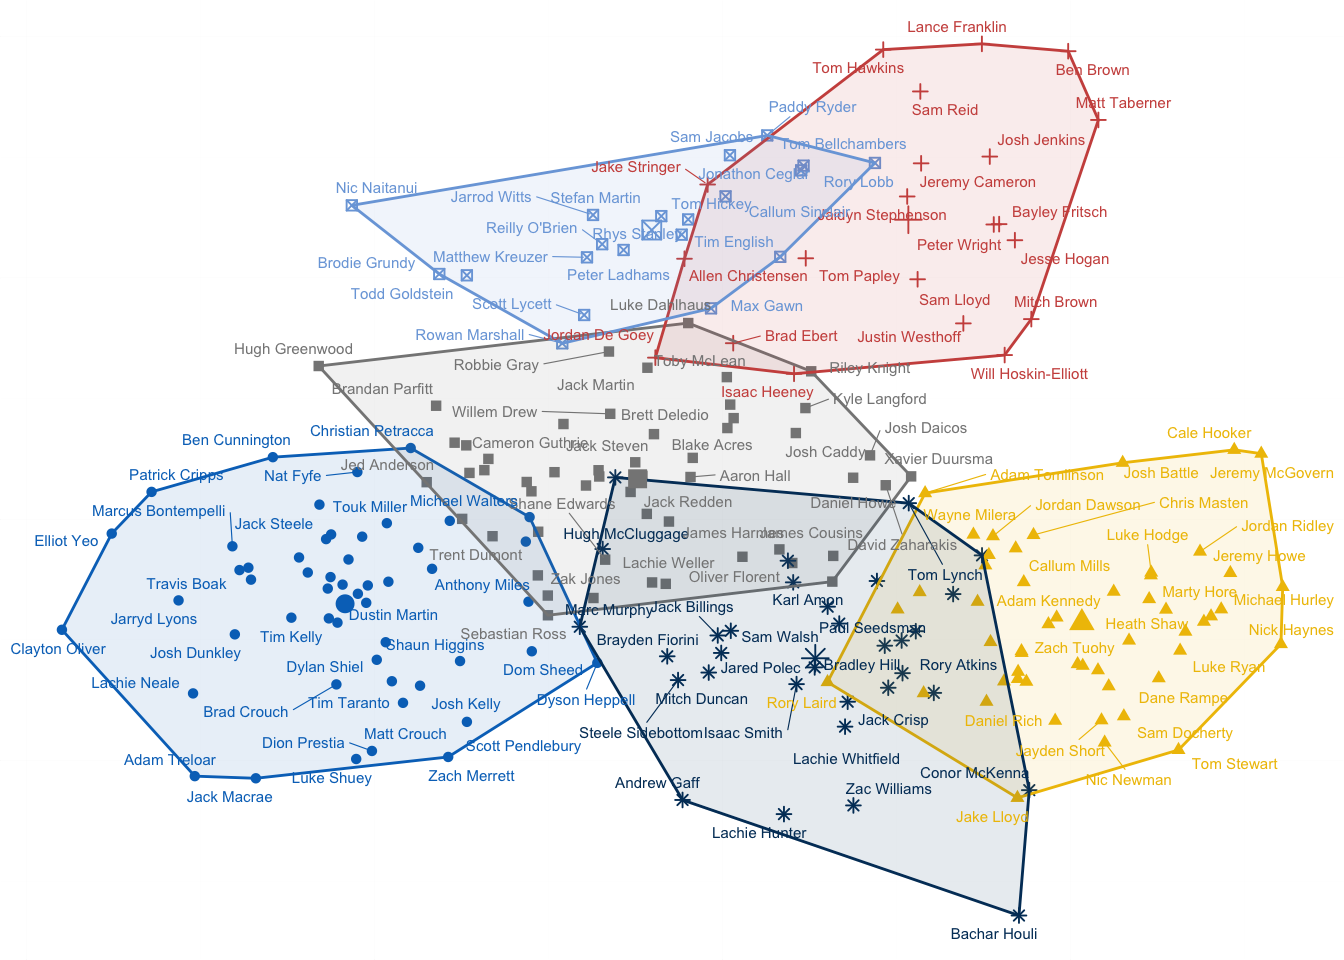 Lance Franklin
Tom Hawkins
Ben Brown
Matt Taberner
Paddy Ryder
Sam Reid
Sam Jacobs
Tom Bellchambers
Josh Jenkins
Jake Stringer
Jonathon Ceglar
Rory Lobb
Jeremy Cameron
Nic Naitanui
Jarrod Witts
Stefan Martin
Tom Hickey
Callum Sinclair
Jaidyn Stephenson
Bayley Fritsch
Reilly O'Brien
Rhys Stanley
Tim English
Peter Wright
Matthew Kreuzer
Jesse Hogan
Brodie Grundy
Peter Ladhams
Allen Christensen
Tom Papley
Todd Goldstein
Scott Lycett
Luke Dahlhaus
Max Gawn
Sam Lloyd
Mitch Brown
Rowan Marshall
Jordan De Goey
Brad Ebert
Justin Westhoff
Hugh Greenwood
Robbie Gray
Toby McLean
Riley Knight
Will Hoskin-Elliott
Brandan Parfitt
Jack Martin
Isaac Heeney
Willem Drew
Brett Deledio
Kyle Langford
Christian Petracca
Ben Cunnington
Cameron Guthrie
Jack Steven
Blake Acres
Josh Daicos
Cale Hooker
Josh Caddy
Xavier Duursma
Jed Anderson
Patrick Cripps
Nat Fyfe
Aaron Hall
Adam Tomlinson
Josh Battle
Jeremy McGovern
Michael Walters
Shane Edwards
Jack Redden
Daniel Howe
Marcus Bontempelli
Touk Miller
Jordan Dawson
Chris Masten
Wayne Milera
Jack Steele
Jordan Ridley
Elliot Yeo
Hugh McCluggage
James Harmes
James Cousins
Luke Hodge
David Zaharakis
Trent Dumont
Jeremy Howe
Lachie Weller
Callum Mills
Travis Boak
Anthony Miles
Zak Jones
Oliver Florent
Tom Lynch
Marty Hore
Karl Amon
Adam Kennedy
Michael Hurley
Jarryd Lyons
Dustin Martin
Marc Murphy
Jack Billings
Heath Shaw
Paul Seedsman
Nick Haynes
Tim Kelly
Sebastian Ross
Brayden Fiorini
Sam Walsh
Clayton Oliver
Josh Dunkley
Shaun Higgins
Zach Tuohy
Dylan Shiel
Dom Sheed
Jared Polec
Bradley Hill
Rory Atkins
Luke Ryan
Lachie Neale
Brad Crouch
Tim Taranto
Josh Kelly
Dyson Heppell
Mitch Duncan
Rory Laird
Dane Rampe
Jack Crisp
Daniel Rich
Matt Crouch
Steele Sidebottom
Isaac Smith
Sam Docherty
Dion Prestia
Scott Pendlebury
Jayden Short
Adam Treloar
Lachie Whitfield
Tom Stewart
Luke Shuey
Zach Merrett
Conor McKenna
Nic Newman
Andrew Gaff
Zac Williams
Jack Macrae
Jake Lloyd
Lachie Hunter
Bachar Houli